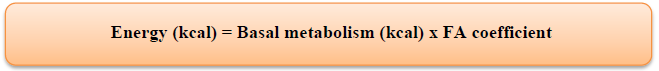 Energy (kcal) = Basal metabolism (kcal) x FA coefficient